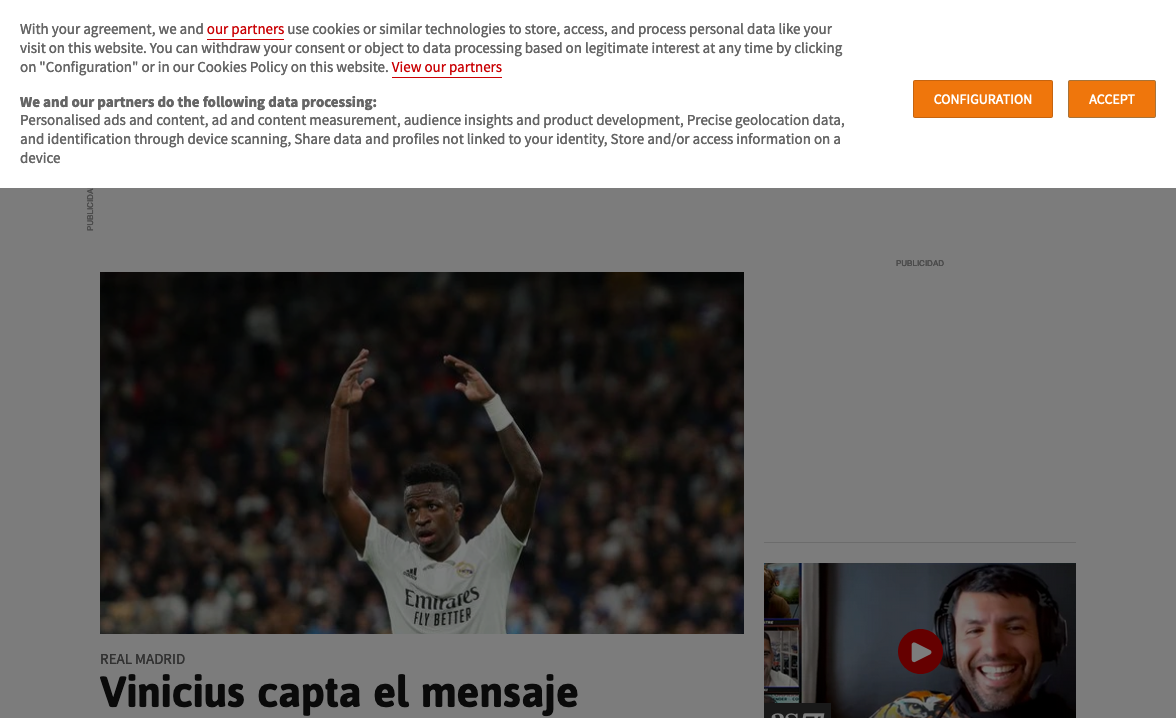 With your agreement, we and our partners use cookies or similar technologies to store, access, and process personal data like your
visit on this website. You can withdraw your consent or object to data processing based on legitimate interest at any time by clicking
on "Configuration" or in our Cookies Policy on this website. View our partners
We and our partners do the following data processing:
Personalised ads and content, ad and content measurement, audience insights and product development, Precise geolocation data,
and identification through device scanning, Share data and profiles not linked to your identity, Store and/or access information on a
device
CONFIGURATION
ACCEPT
PUBLICIDA
PUBLICIDAD
Emirates
FLY BETTER
REAL MADRID
Vinicius capta el mensaje